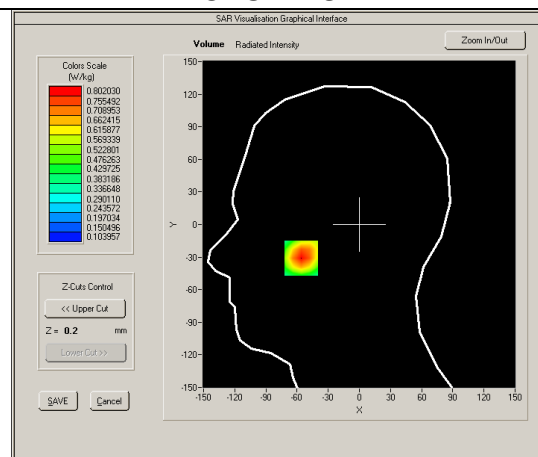 SAR Visualisation Graphical Interface
Volume Radiated Intensity
Zoom In/Out
Colors Scale
(W/kg)
0.802030
0.755492
0.708953
0.662415
0.615877
0.569339
0.522801
0.476263
0.429725
0.383186
0.336648
0.290110
0.243572
0.197034
0.150496
0.103957
Z-Cuts Control
<< Upper Cut
Z = 0.2 mm
Lower Cut >>
SAVE Cancel
150
120
90
60
30
0
-30
-60
-90
-120
-150
Y
-150 -120 -90 -60 -30 0 30 60 90 120 150
X